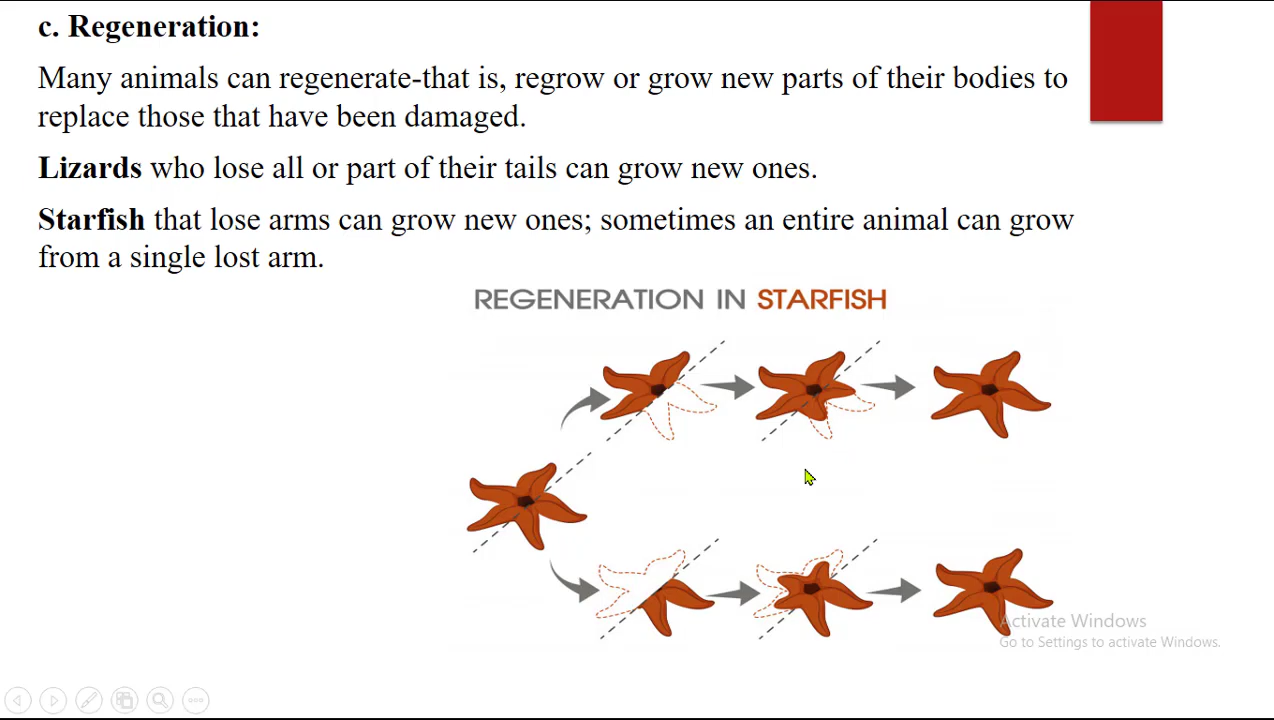 c. Regeneration:
Many animals can regenerate-that is, regrow or grow new parts of their bodies to
replace those that have been damaged.
Lizards who lose all or part of their tails can grow new ones.
Starfish that lose arms can grow new ones; sometimes an entire animal can grow
from a single lost arm.
REGENERATION IN STARFISH
Activate Windows
Go to Settings to activate Windows.